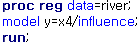 proc reg data=river;
model y=x4/influence;
run;